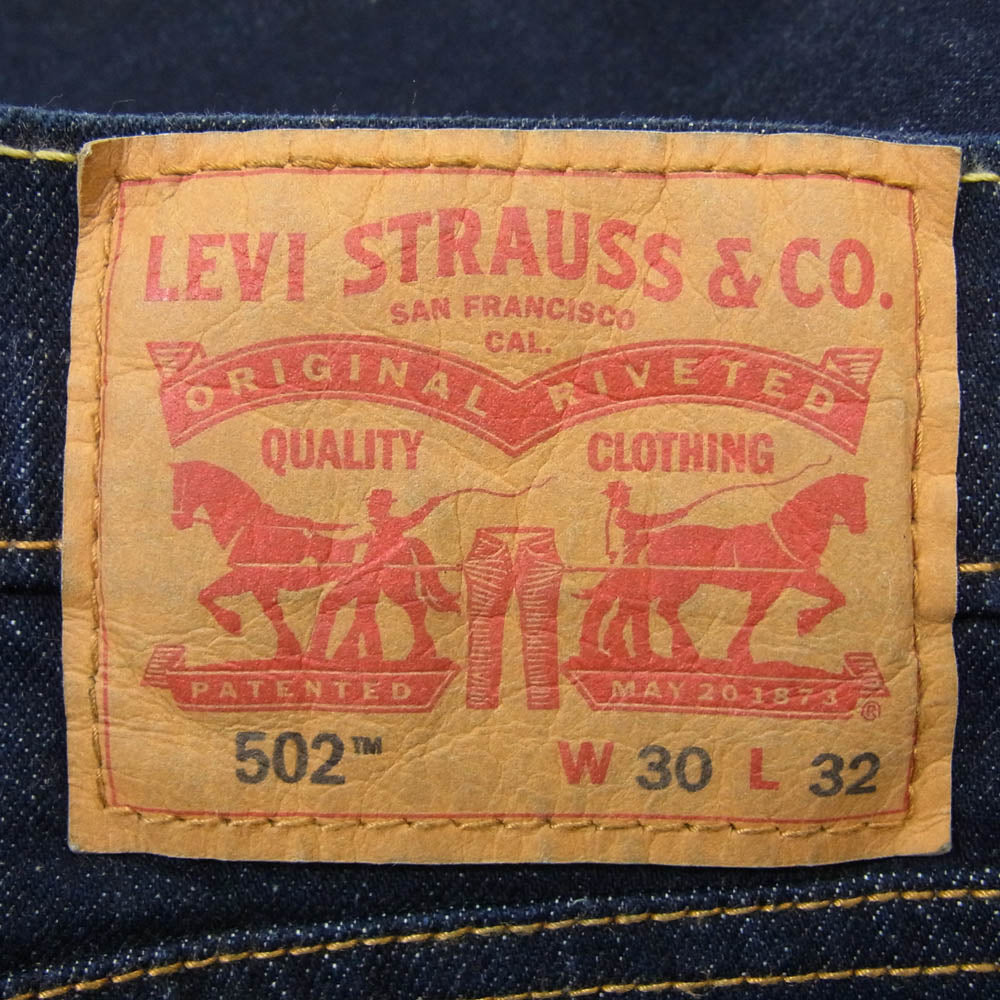 LEVI STRAUSS & CO.
SAN FRANCISCO
CAL.
ORIGINAL RIVETED
QUALITY CLOTHING
PATENTED MAY 20 1873 ®
502™ W 30 L 32